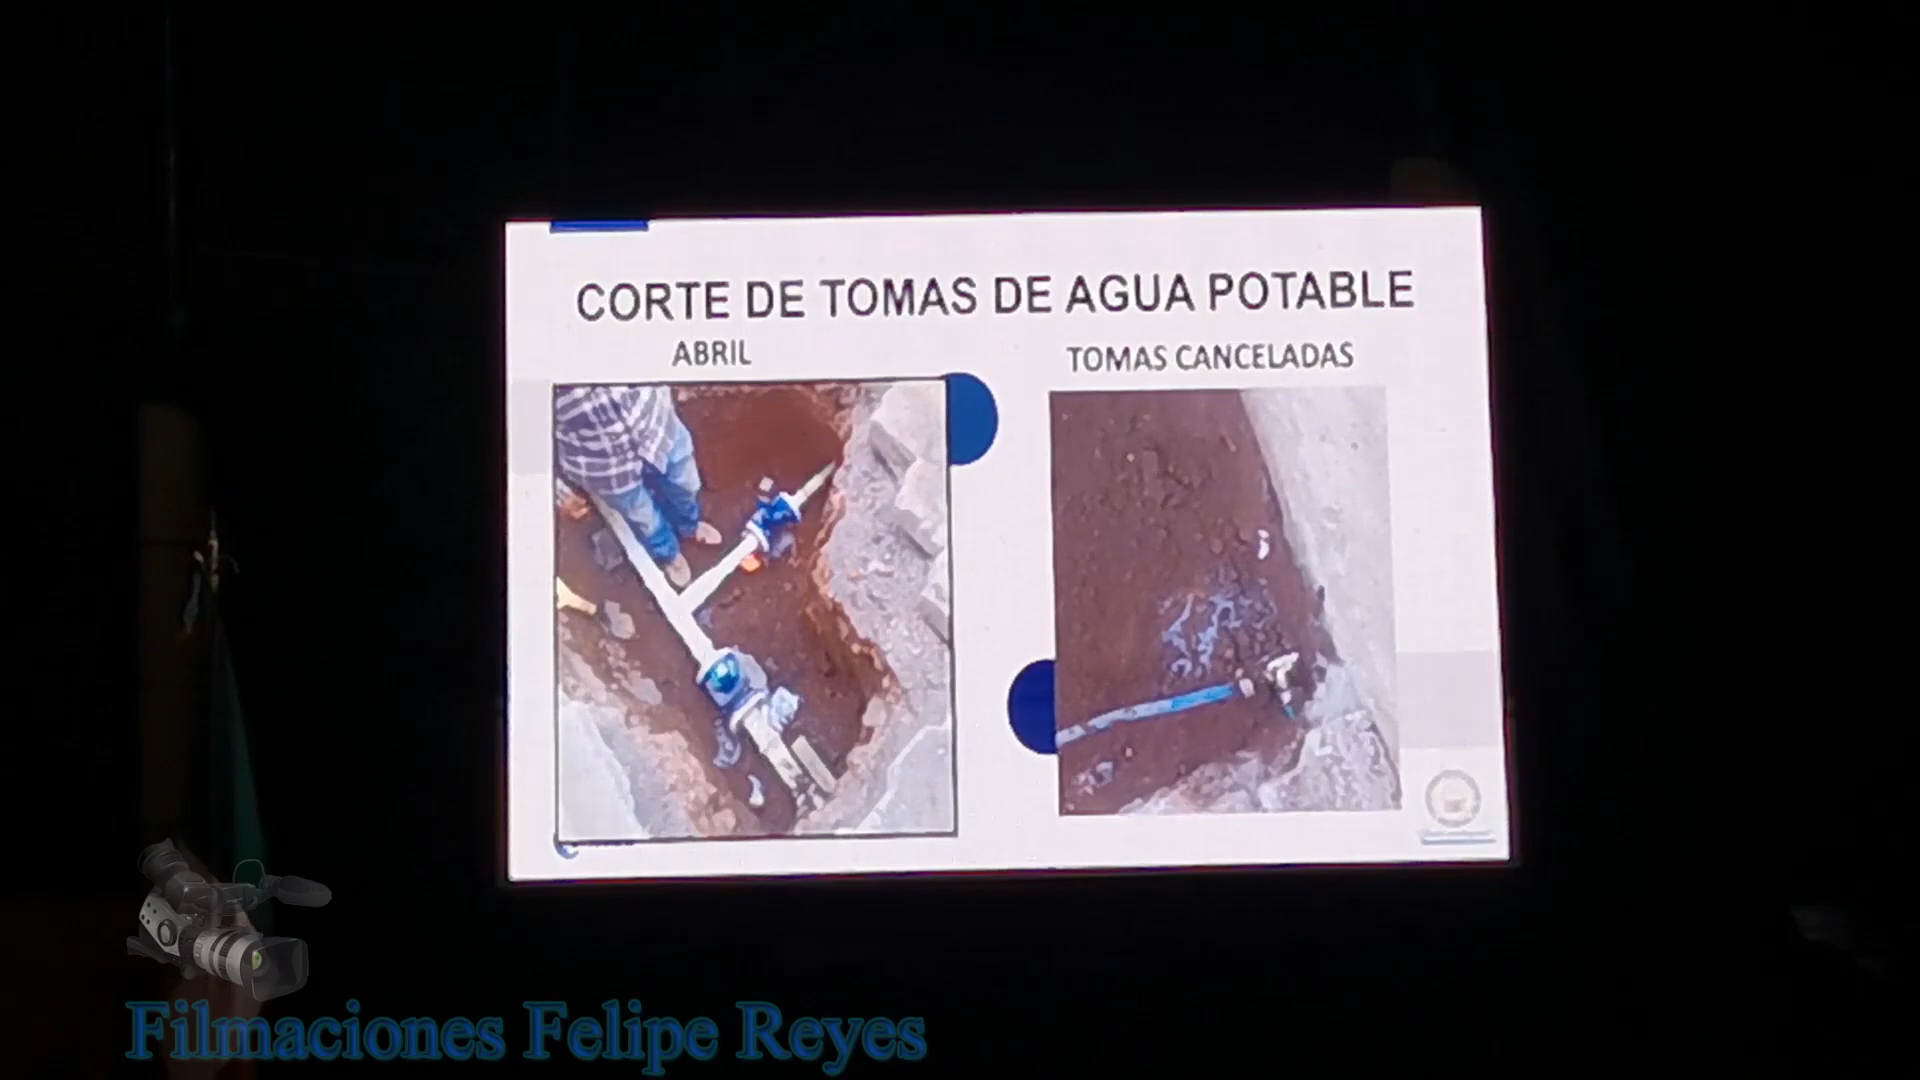 CORTE DE TOMAS DE AGUA POTABLE
ABRIL
TOMAS CANCELADAS
Filmaciones Felipe Reyes